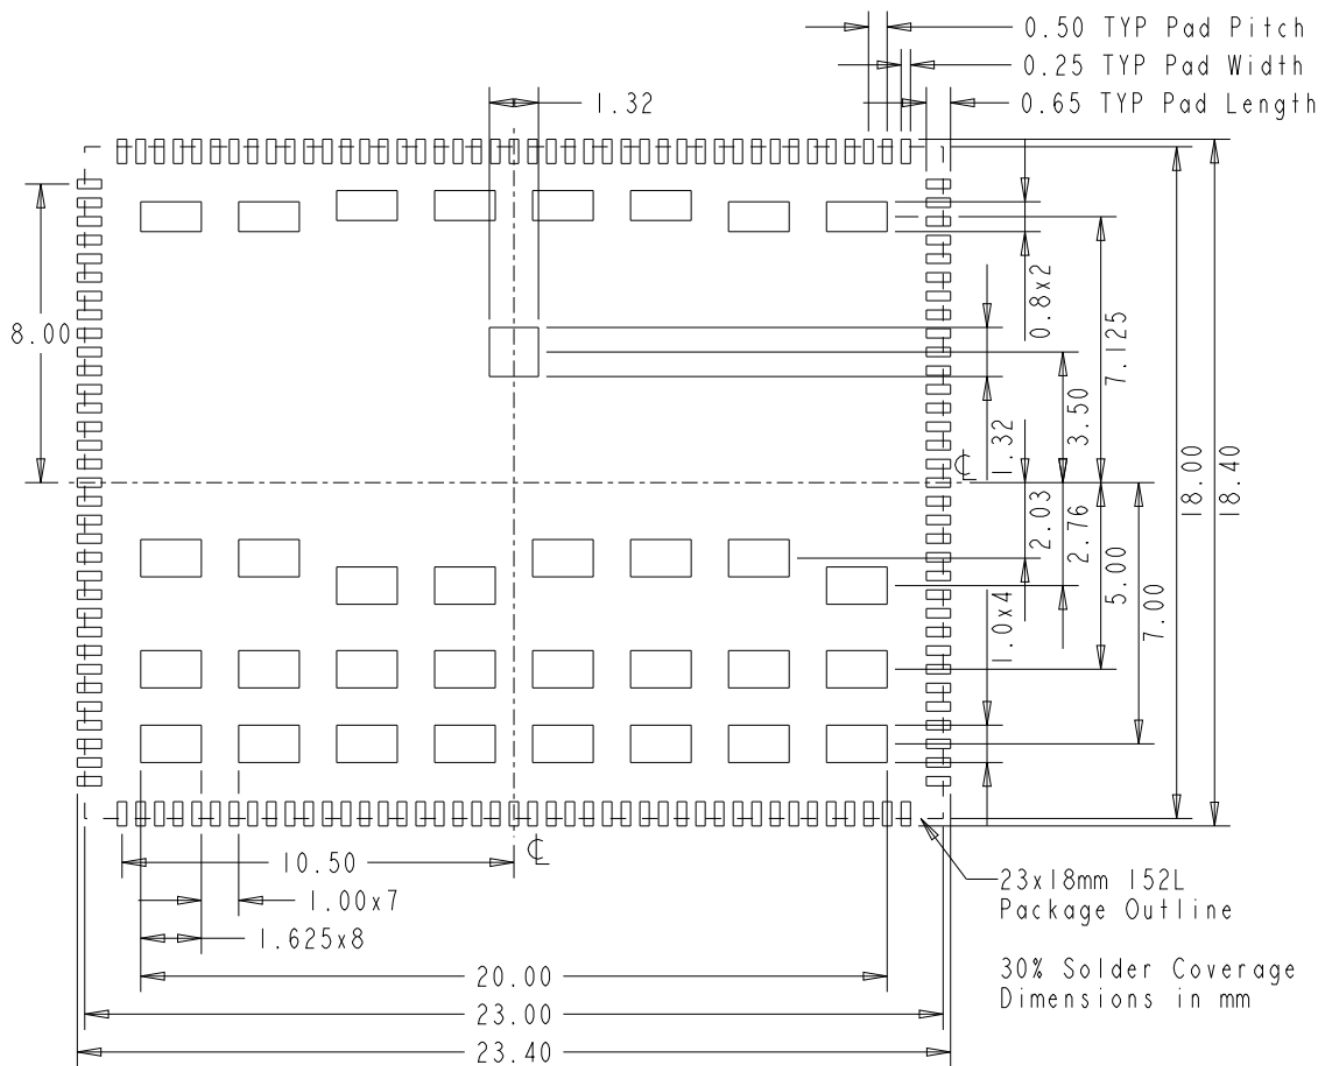 0.50 TYP Pad Pitch
0.25 TYP Pad Width
0.65 TYP Pad Length
1.32
8.00
0.8x2
7.125
3.50
1.32
18.00
18.40
2.03
2.76
5.00
7.00
1.0x4
10.50
1.00x7
1.625x8
20.00
23.00
23.40
23x18mm 152L
Package Outline
30% Solder Coverage
Dimensions in mm